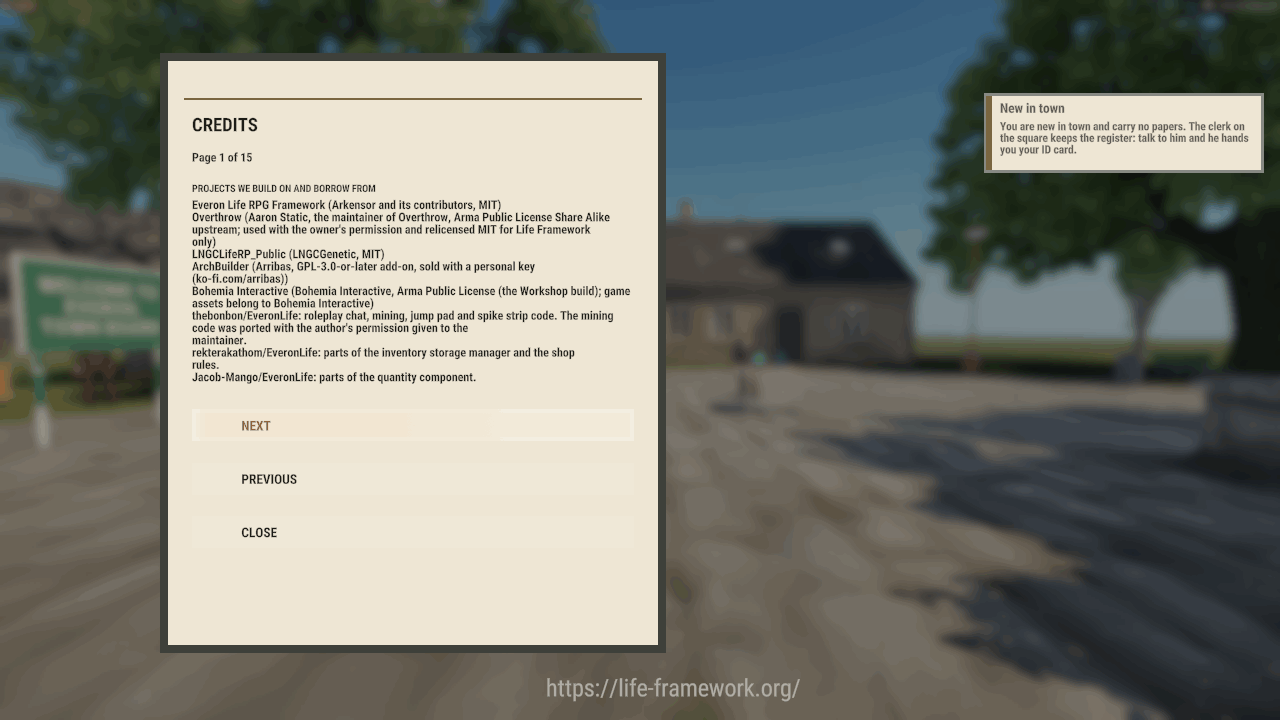 CREDITS
Page 1 of 15
PROJECTS WE BUILD ON AND BORROW FROM
Everon Life RPG Framework (Arkensor and its contributors, MIT)
Overthrow (Aaron Static, the maintainer of Overthrow, Arma Public License Share Alike
upstream; used with the owner's permission and relicensed MIT for Life Framework
only)
LNGCLifeRP_Public (LNGCGenetic, MIT)
ArchBuilder (Arribas, GPL-3.0-or-later add-on, sold with a personal key
(ko-fi.com/arribas))
Bohemia Interactive (Bohemia Interactive, Arma Public License (the Workshop build); game
assets belong to Bohemia Interactive)
thebonbon/EveronLife: roleplay chat, mining, jump pad and spike strip code. The mining
code was ported with the author's permission given to the
maintainer.
rekterakathom/EveronLife: parts of the inventory storage manager and the shop
rules.
Jacob-Mango/EveronLife: parts of the quantity component.
NEXT
PREVIOUS
CLOSE
New in town
You are new in town and carry no papers. The clerk on
the square keeps the register: talk to him and he hands
you your ID card.
WELCOME TO
EVERON
https://life-framework.org/